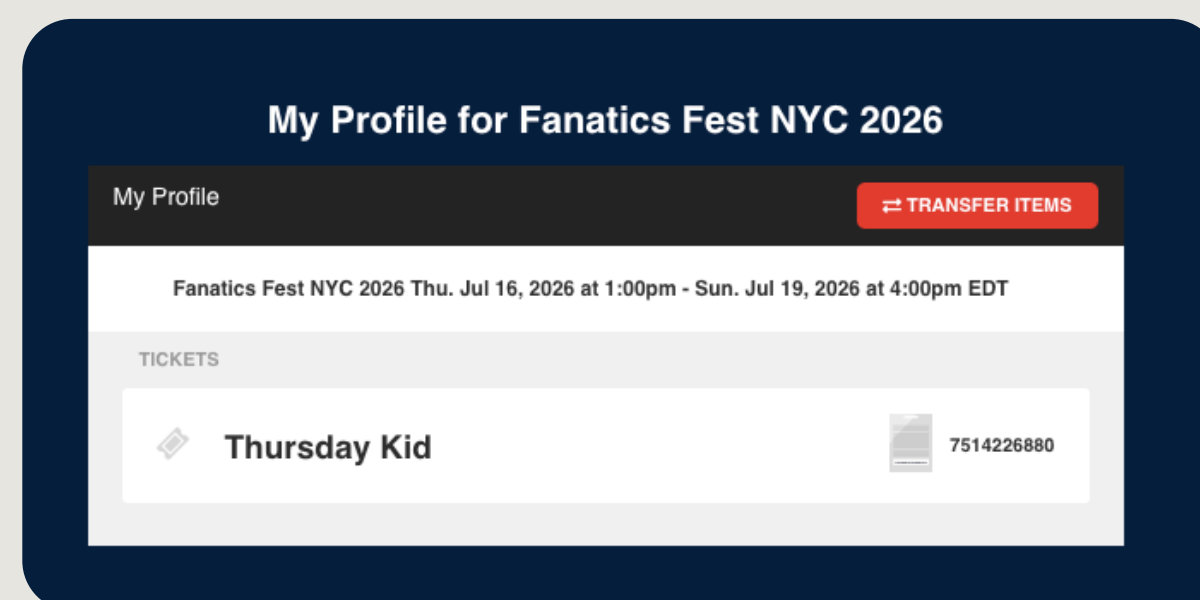 My Profile for Fanatics Fest NYC 2026
My Profile
TRANSFER ITEMS
Fanatics Fest NYC 2026 Thu. Jul 16, 2026 at 1:00pm - Sun. Jul 19, 2026 at 4:00pm EDT
TICKETS
Thursday Kid
7514226880